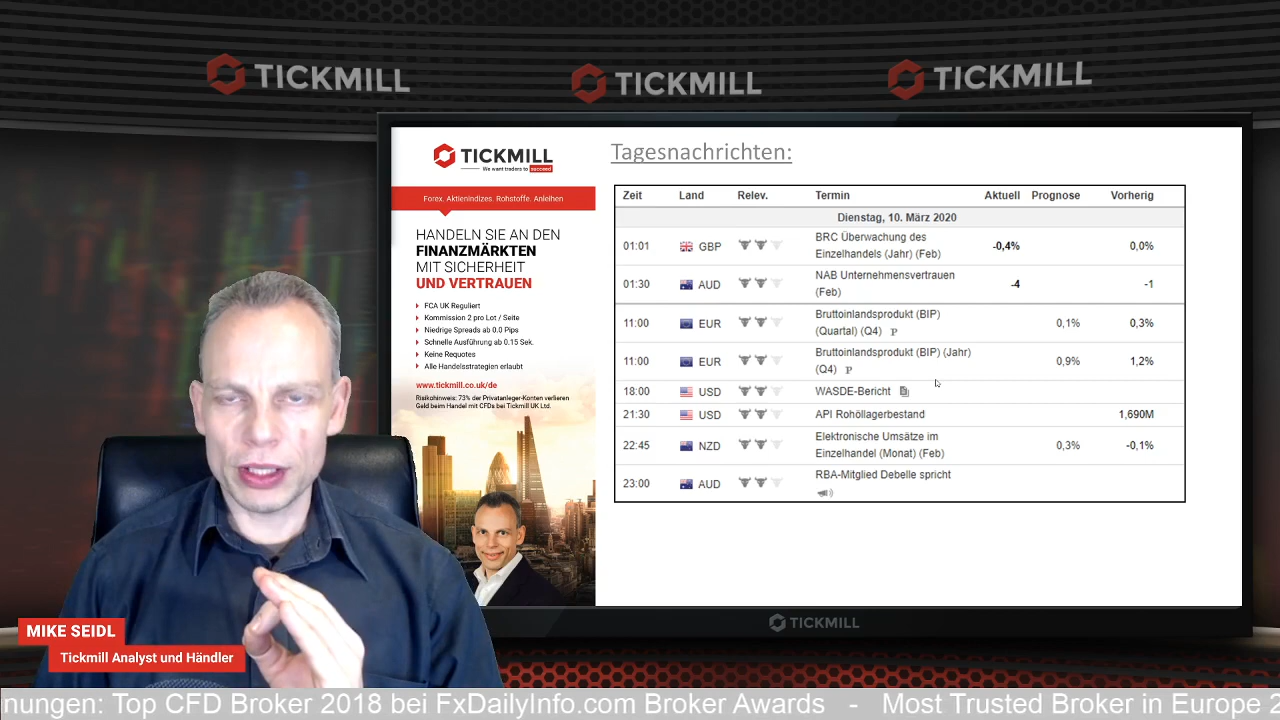 TICKMILL
TICKMILL
TICKMILL
TICKMILL
We want traders to succeed
Forex. Aktienindizes. Rohstoffe. Anleihen
HANDELN SIE AN DEN
FINANZMÄRKTEN
MIT SICHERHEIT
UND VERTRAUEN
FCA UK Reguliert
Kommission 2 pro Lot / Seite
Niedrige Spreads ab 0.0 Pips
Schnelle Ausführung ab 0.15 Sek.
Keine Requotes
Alle Handelsstrategien erlaubt
www.tickmill.co.uk/de
Risikohinweis: 73% der Privatanleger-Konten verlieren
Geld beim Handel mit CFDs bei Tickmill UK Ltd.
Tagesnachrichten:
Zeit Land Relev. Termin Aktuell Prognose Vorherig
Dienstag, 10. März 2020
01:01 GBP BRC Überwachung des
Einzelhandels (Jahr) (Feb) -0,4% 0,0%
01:30 AUD NAB Unternehmensvertrauen
(Feb) -4 -1
11:00 EUR Bruttoinlandsprodukt (BIP)
(Quartal) (Q4) P 0,1% 0,3%
11:00 EUR Bruttoinlandsprodukt (BIP) (Jahr)
(Q4) P 0,9% 1,2%
18:00 USD WASDE-Bericht
21:30 USD API Rohöllagerbestand 1,690M
22:45 NZD Elektronische Umsätze im
Einzelhandel (Monat) (Feb) 0,3% -0,1%
23:00 AUD RBA-Mitglied Debelle spricht
TICKMILL
MIKE SEIDL
Tickmill Analyst und Händler
nungen: Top CFD Broker 2018 bei FxDailyInfo.com Broker Awards - Most Trusted Broker in Europe 2